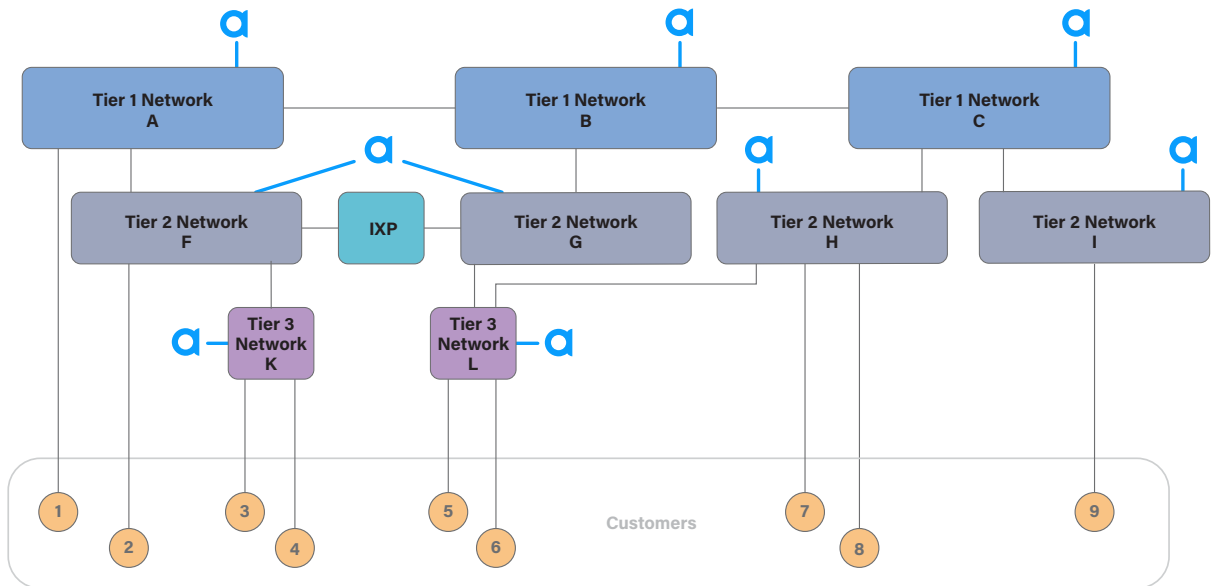 Tier 1 Network
A
Tier 1 Network
B
Tier 1 Network
C
Tier 2 Network
F
IXP
Tier 2 Network
G
Tier 2 Network
H
Tier 2 Network
I
Tier 3
Network
K
Tier 3
Network
L
1
2
3
4
5
6
Customers
7
8
9